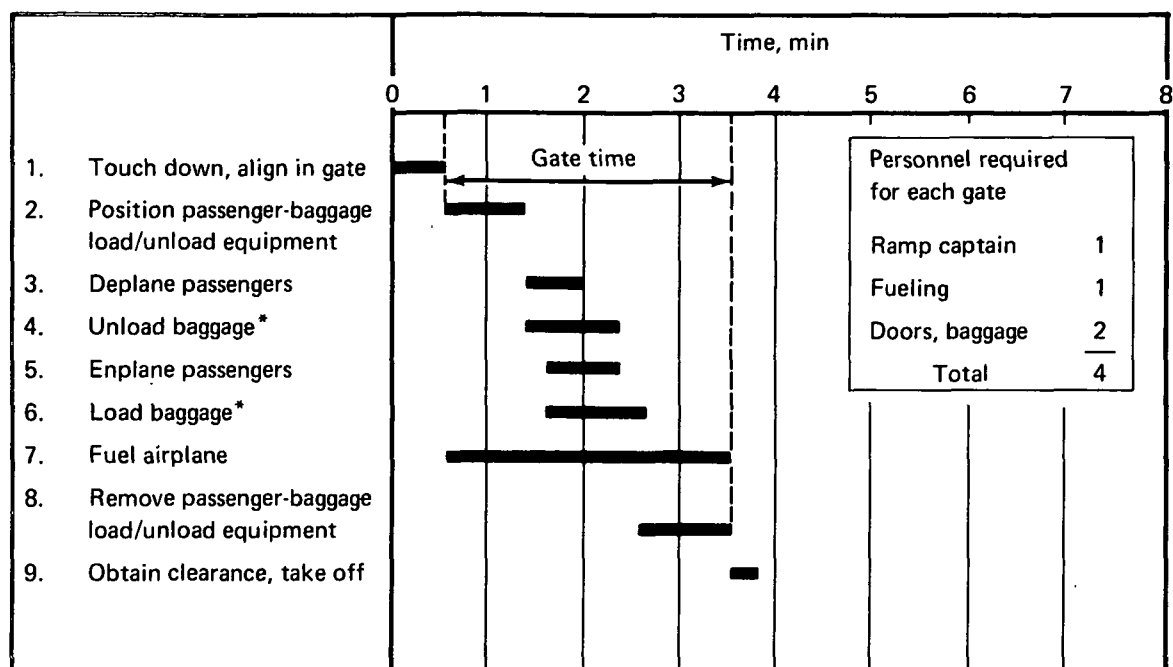 Time, min
0 1 2 3 4 5 6 7 8
Gate time
1. Touch down, align in gate
2. Position passenger-baggage
load/unload equipment
3. Deplane passengers
4. Unload baggage*
5. Enplane passengers
6. Load baggage*
7. Fuel airplane
8. Remove passenger-baggage
load/unload equipment
9. Obtain clearance, take off
Personnel required
for each gate
Ramp captain 1
Fueling 1
Doors, baggage 2
Total 4